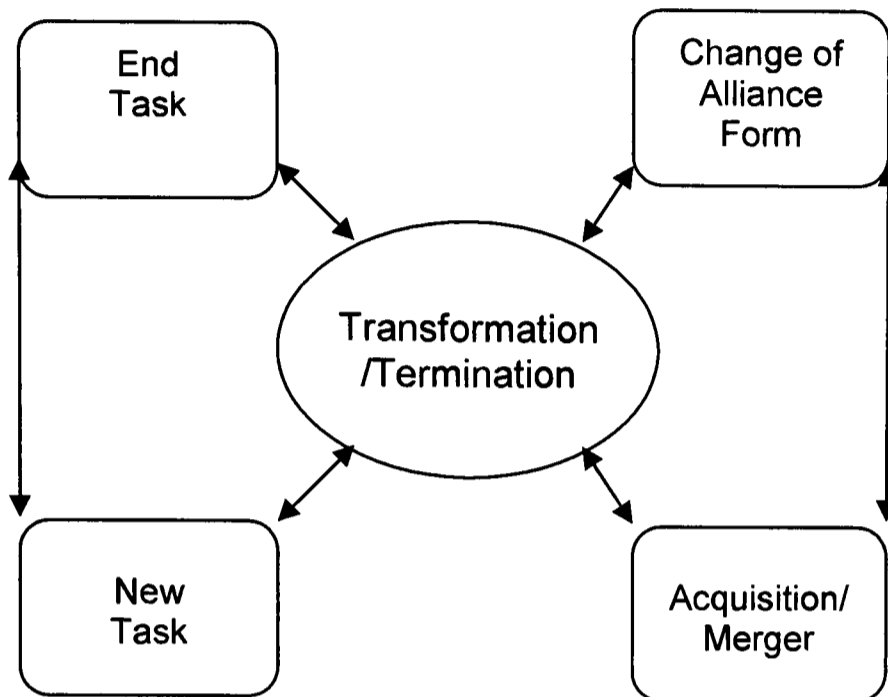 End
Task
Change of
Alliance
Form
Transformation
/Termination
New
Task
Acquisition/
Merger